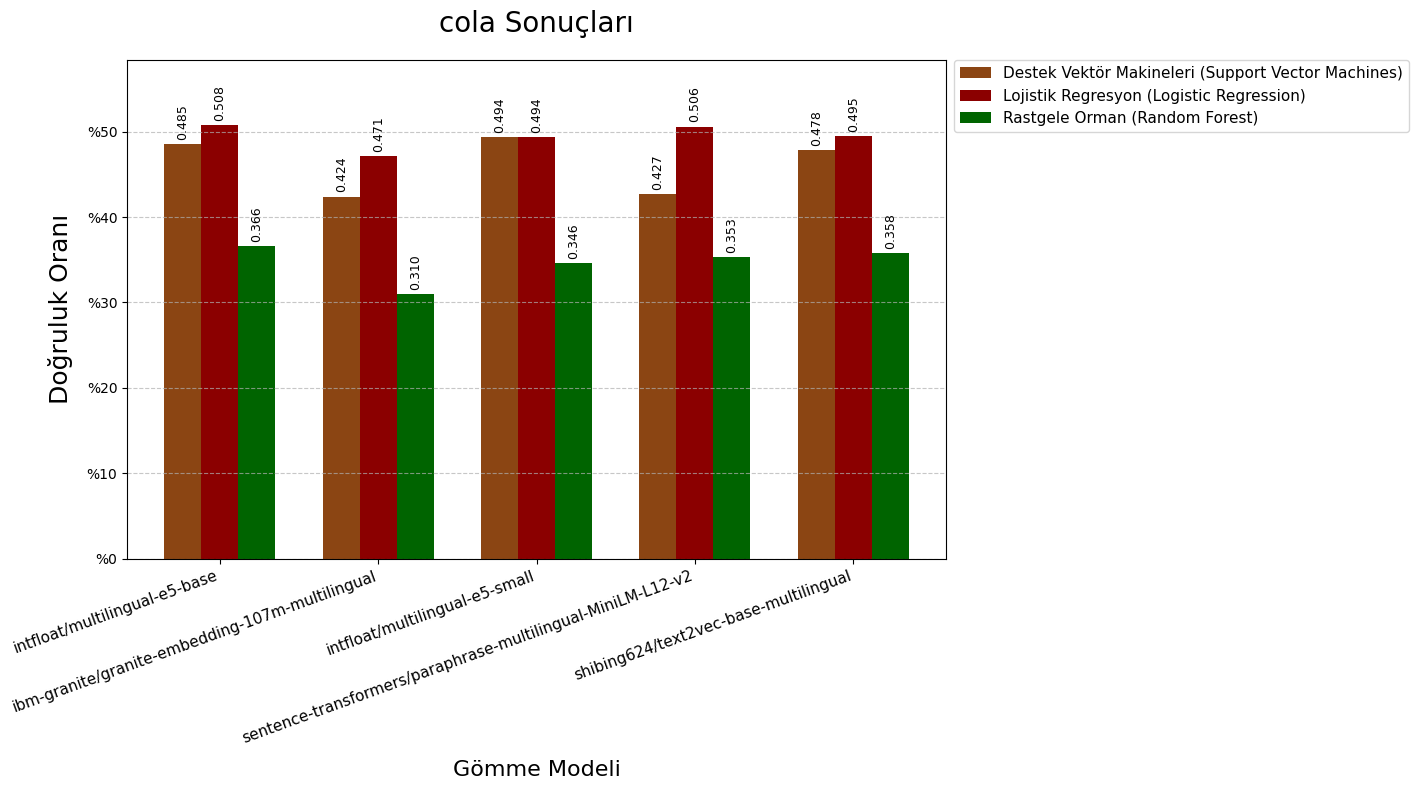 cola Sonuçları
Destek Vektör Makineleri (Support Vector Machines)
Lojistik Regresyon (Logistic Regression)
Rastgele Orman (Random Forest)
Doğruluk Oranı
%50
%40
%30
%20
%10
%0
0.485
0.508
0.366
0.424
0.471
0.310
0.494
0.494
0.346
0.427
0.506
0.353
0.478
0.495
0.358
intfloat/multilingual-e5-base
ibm-granite/granite-embedding-107m-multilingual
intfloat/multilingual-e5-small
sentence-transformers/paraphrase-multilingual-MiniLM-L12-v2
shibing624/text2vec-base-multilingual
Gömme Modeli